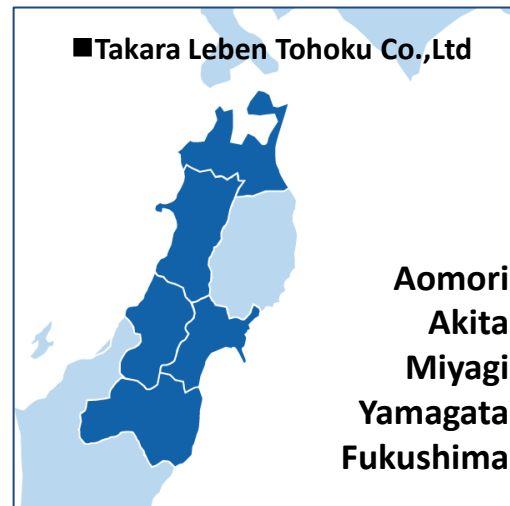 ■Takara Leben Tohoku Co.,Ltd
Aomori
Akita
Miyagi
Yamagata
Fukushima